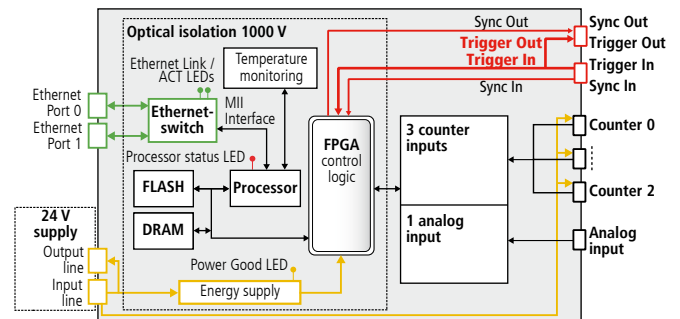 Optical isolation 1000 V
Sync Out
Sync Out
Trigger Out
Trigger Out
Trigger In
Trigger In
Sync In
Sync In
Ethernet Link /
ACT LEDs
Temperature
monitoring
Ethernet
Port 0
Ethernet
Port 1
Ethernet-
switch
MII
Interface
Processor status LED
FLASH
Processor
DRAM
FPGA
control
logic
3 counter
inputs
1 analog
input
Counter 0
Counter 2
Analog
input
24 V
supply
Output
line
Input
line
Power Good LED
Energy supply